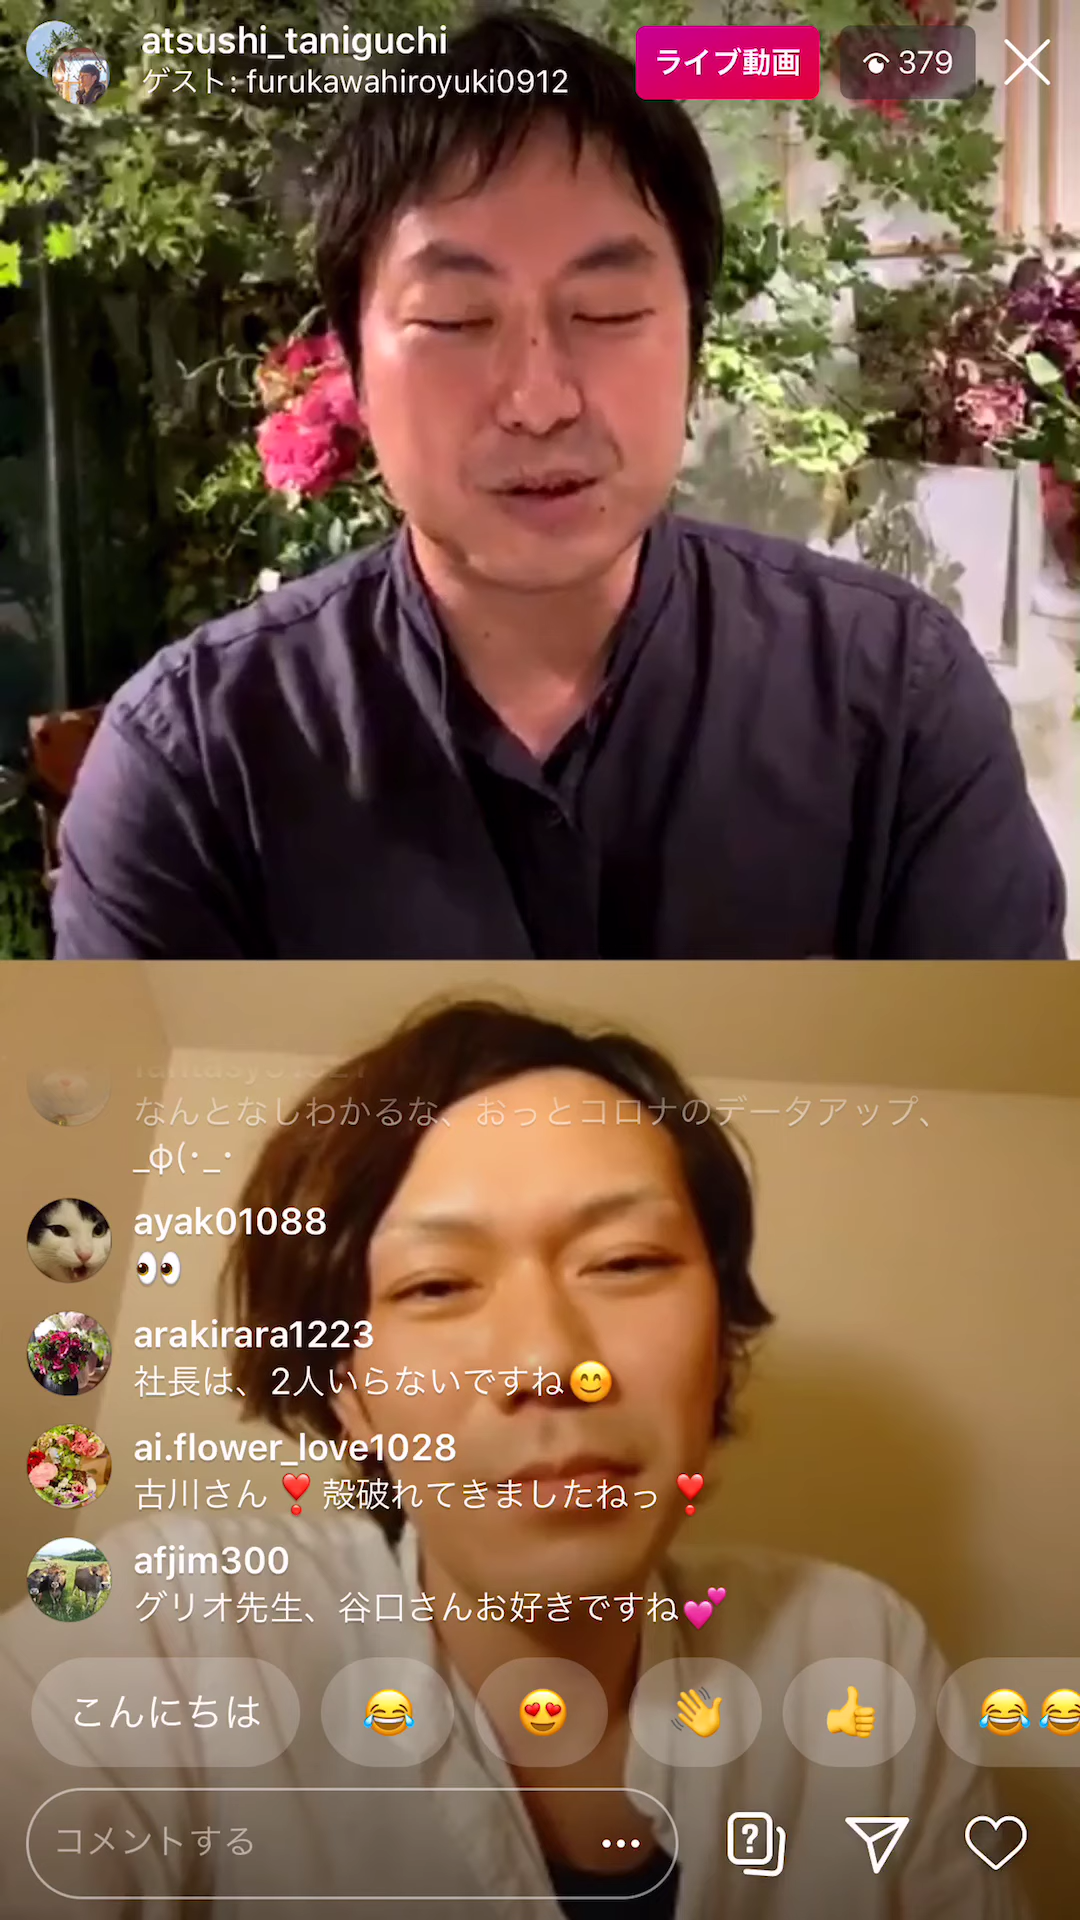 atsushi_taniguchi
ゲスト: furukawahiroyuki0912
ライブ動画
379
なんとなしわかるな、おっとコロナのデータアップ、
_φ(･_･
ayak01088
👀
arakirara1223
社長は、2人いらないですね😊
ai.flower_love1028
古川さん❣️殻破れてきましたねっ❣️
afjim300
グリオ先生、谷口さんお好きですね💕
こんにちは 😂 😍 👋 👍 😂😂
コメントする